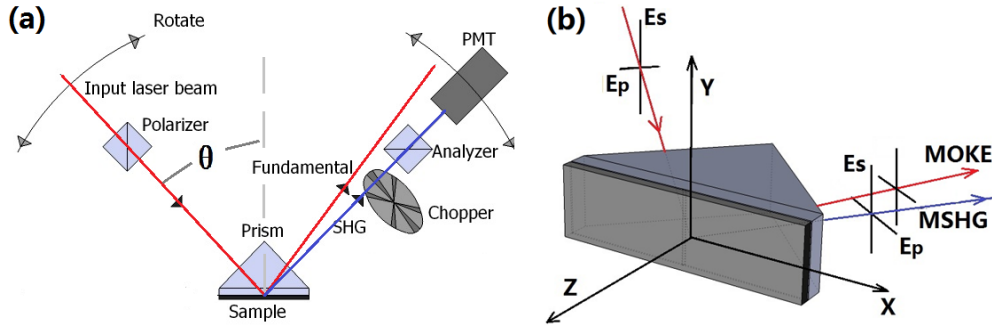 (a)
Rotate
PMT
Input laser beam
Polarizer
θ
Fundamental
Analyzer
Chopper
SHG
Prism
Sample
(b)
Es
Ep
Y
Es
MOKE
MSHG
Ep
Z
X